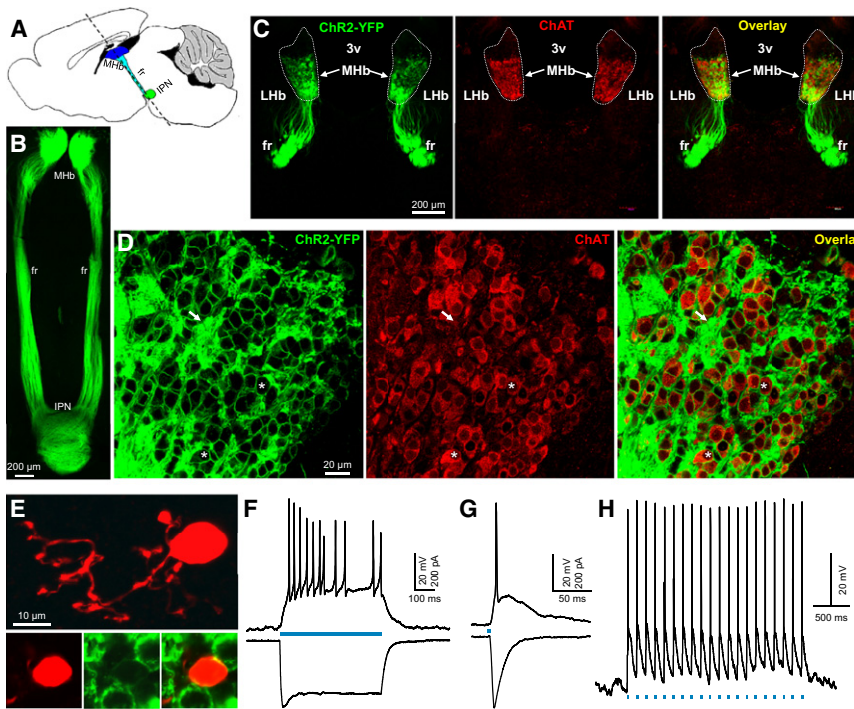 A
MHb
fr
IPN
B
MHb
fr
fr
IPN
200 µm
C
ChR2-YFP
3v
MHb
LHb
LHb
fr
fr
200 µm
ChAT
3v
MHb
LHb
LHb
Overlay
3v
MHb
LHb
LHb
fr
fr
D
ChR2-YFP
*
*
20 µm
ChAT
*
*
Overlay
*
*
E
10 µm
F
20 mV
200 pA
100 ms
G
20 mV
200 pA
50 ms
H
20 mV
500 ms